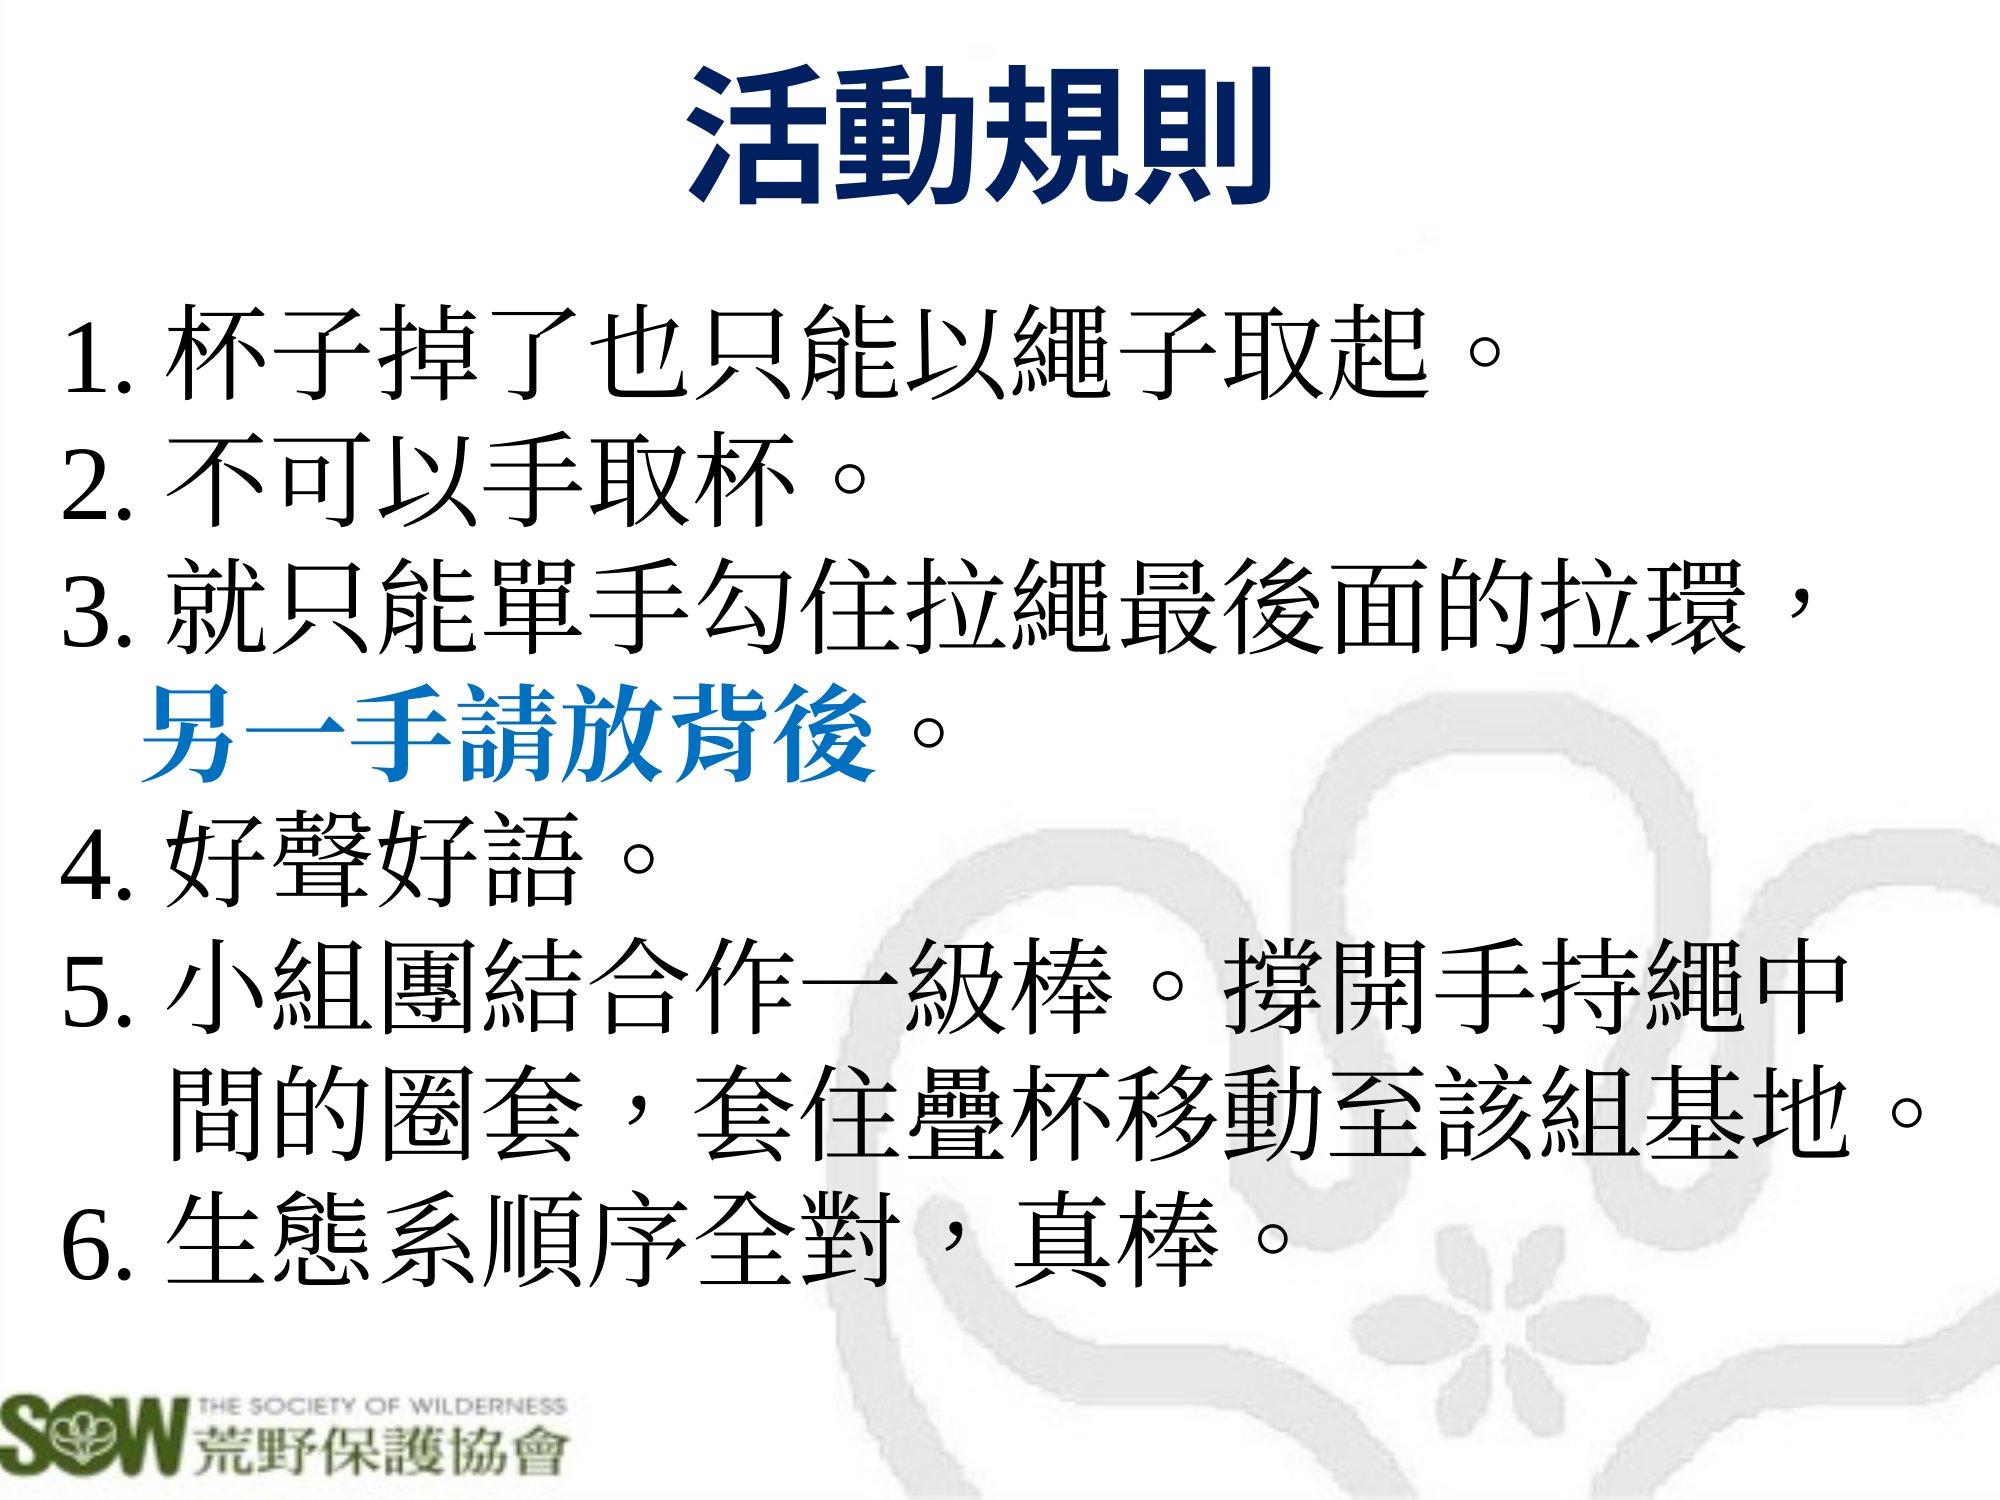 活動規則
1. 杯子掉了也只能以繩子取起。
2. 不可以手取杯。
3. 就只能單手勾住拉繩最後面的拉環，
另一手請放背後。
4. 好聲好語。
5. 小組團結合作一級棒。撐開手持繩中
間的圈套，套住疊杯移動至該組基地。
6. 生態系順序全對，真棒。
SOW THE SOCIETY OF WILDERNESS
荒野保護協會